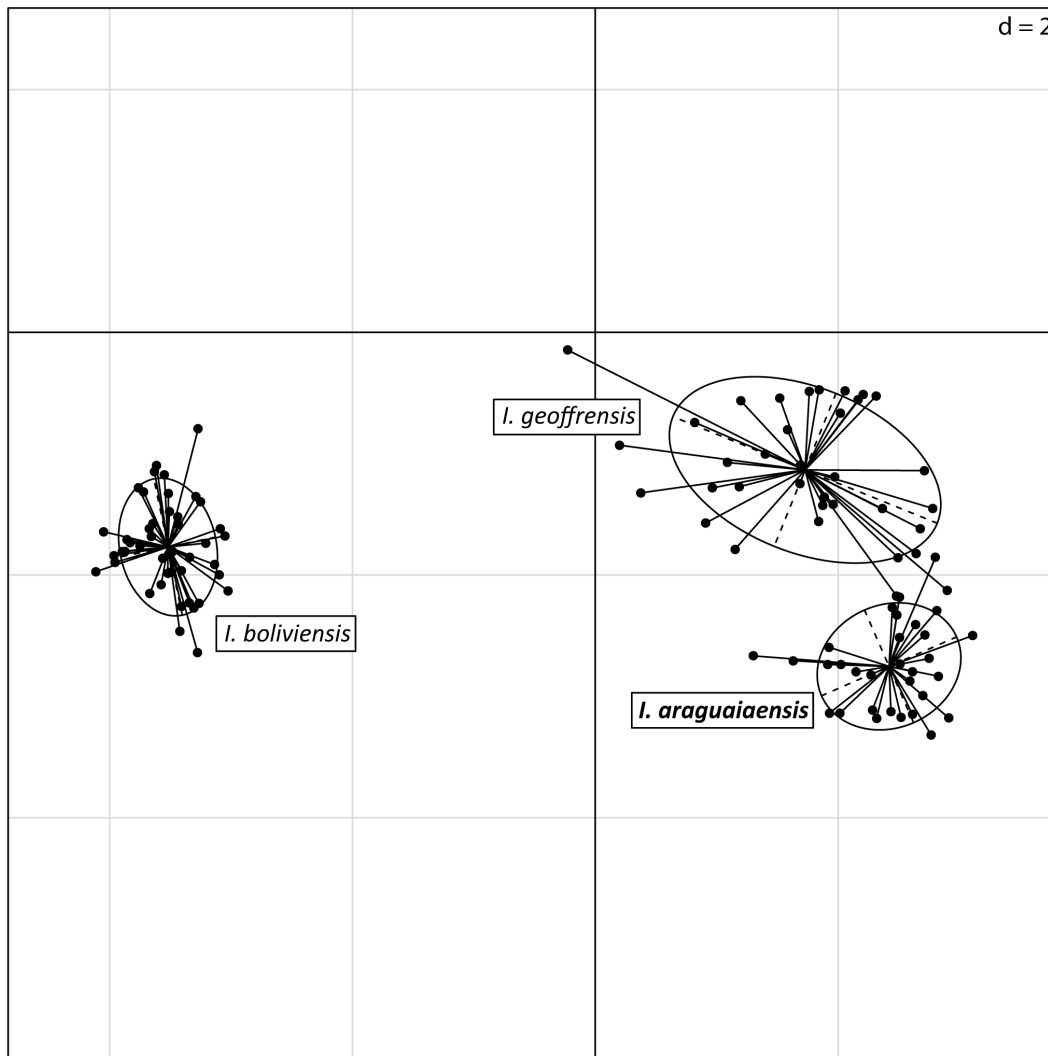 d = 2
I. geoffrensis
I. boliviensis
I. araguaiaensis